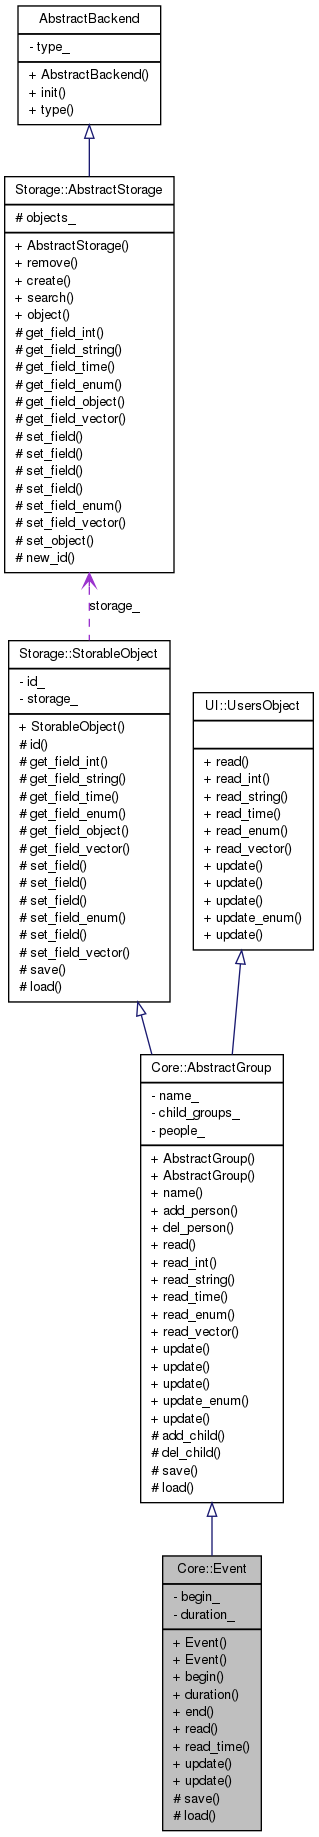 AbstractBackend
- type_
+ AbstractBackend()
+ init()
+ type()
Storage::AbstractStorage
# objects_
+ AbstractStorage()
+ remove()
+ create()
+ search()
+ object()
# get_field_int()
# get_field_string()
# get_field_time()
# get_field_enum()
# get_field_object()
# get_field_vector()
# set_field()
# set_field()
# set_field()
# set_field()
# set_field_enum()
# set_field_vector()
# set_object()
# new_id()
storage_
Storage::StorableObject
- id_
- storage_
+ StorableObject()
# id()
# get_field_int()
# get_field_string()
# get_field_time()
# get_field_enum()
# get_field_object()
# get_field_vector()
# set_field()
# set_field()
# set_field()
# set_field_enum()
# set_field()
# set_field_vector()
# save()
# load()
UI::UsersObject
+ read()
+ read_int()
+ read_string()
+ read_time()
+ read_enum()
+ read_vector()
+ update()
+ update()
+ update()
+ update_enum()
+ update()
Core::AbstractGroup
- name_
- child_groups_
- people_
+ AbstractGroup()
+ AbstractGroup()
+ name()
+ add_person()
+ del_person()
+ read()
+ read_int()
+ read_string()
+ read_time()
+ read_enum()
+ read_vector()
+ update()
+ update()
+ update()
+ update_enum()
+ update()
# add_child()
# del_child()
# save()
# load()
Core::Event
- begin_
- duration_
+ Event()
+ Event()
+ begin()
+ duration()
+ end()
+ read()
+ read_time()
+ update()
+ update()
# save()
# load()